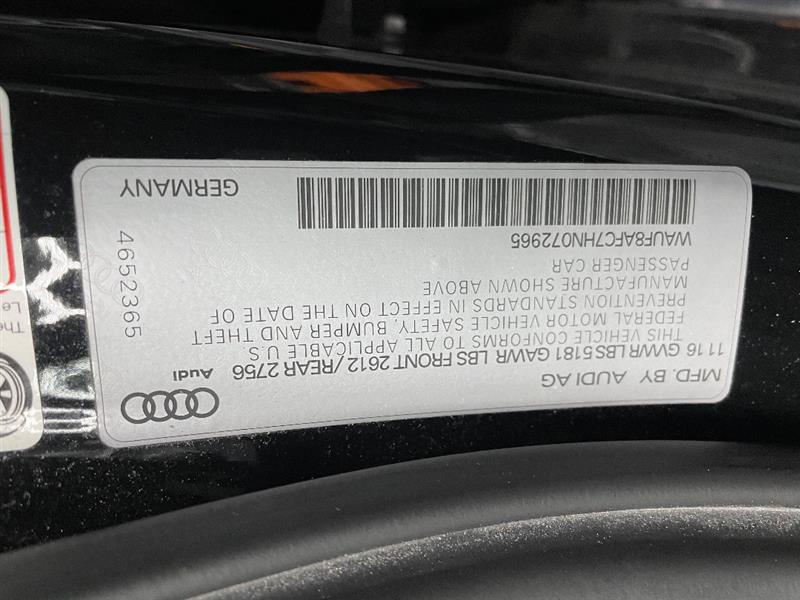 MFD. BY AUDI AG
11 16 GVWR LBS 5181 GAWR LBS FRONT 2612/REAR 2756
Audi
THIS VEHICLE CONFORMS TO ALL APPLICABLE U.S.
FEDERAL MOTOR VEHICLE SAFETY, BUMPER AND THEFT
PREVENTION STANDARDS IN EFFECT ON THE DATE OF
MANUFACTURE SHOWN ABOVE
PASSENGER CAR
WAUF8AFC7HN072965
4652365
GERMANY
The
Le